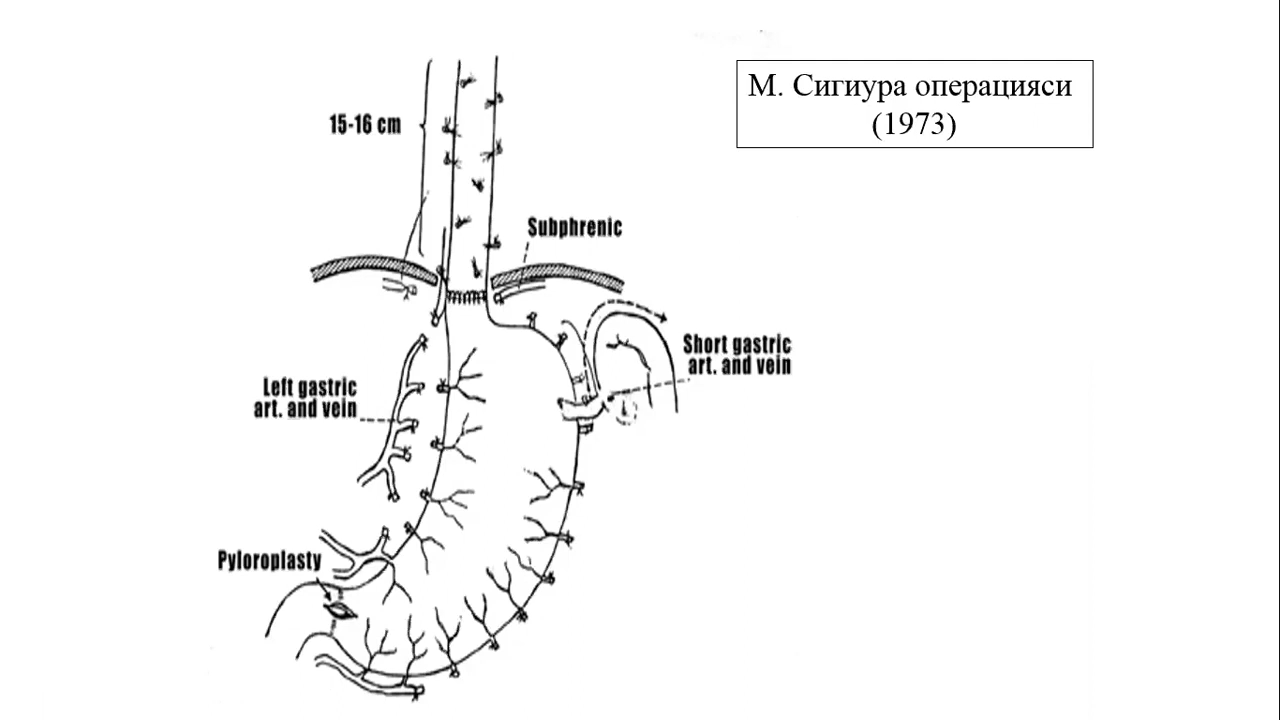 М. Сигиура операцияси
(1973)
15-16 cm
Subphrenic
Short gastric
art. and vein
Left gastric
art. and vein
Pyloroplasty